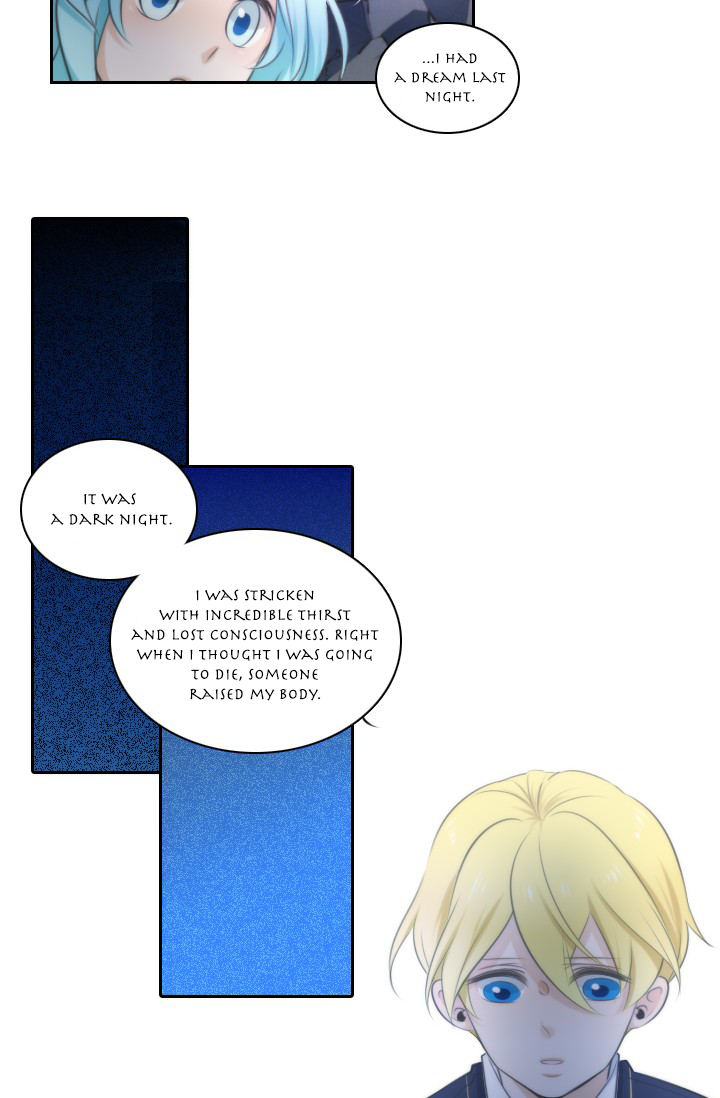 ...I HAD
A DREAM LAST
NIGHT.
IT WAS
A DARK NIGHT.
I WAS STRICKEN
WITH INCREDIBLE THIRST
AND LOST CONSCIOUSNESS. RIGHT
WHEN I THOUGHT I WAS GOING
TO DIE, SOMEONE
RAISED MY BODY.